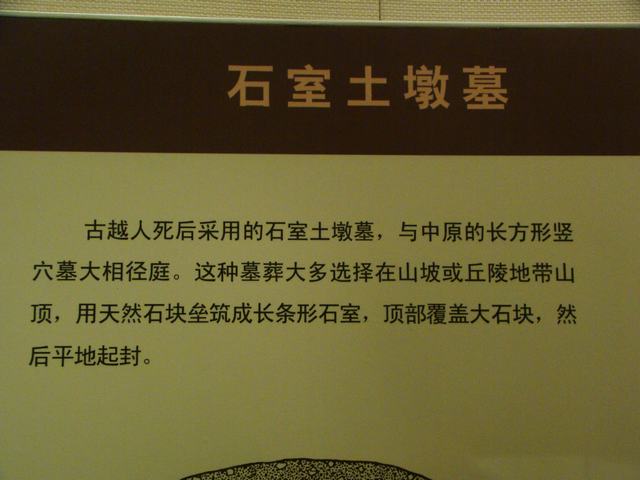 石室土墩墓
古越人死后采用的石室土墩墓，与中原的长方形竖
穴墓大相径庭。这种墓葬大多选择在山坡或丘陵地带山
顶，用天然石块垒筑成长条形石室，顶部覆盖大石块，然
后平地起封。